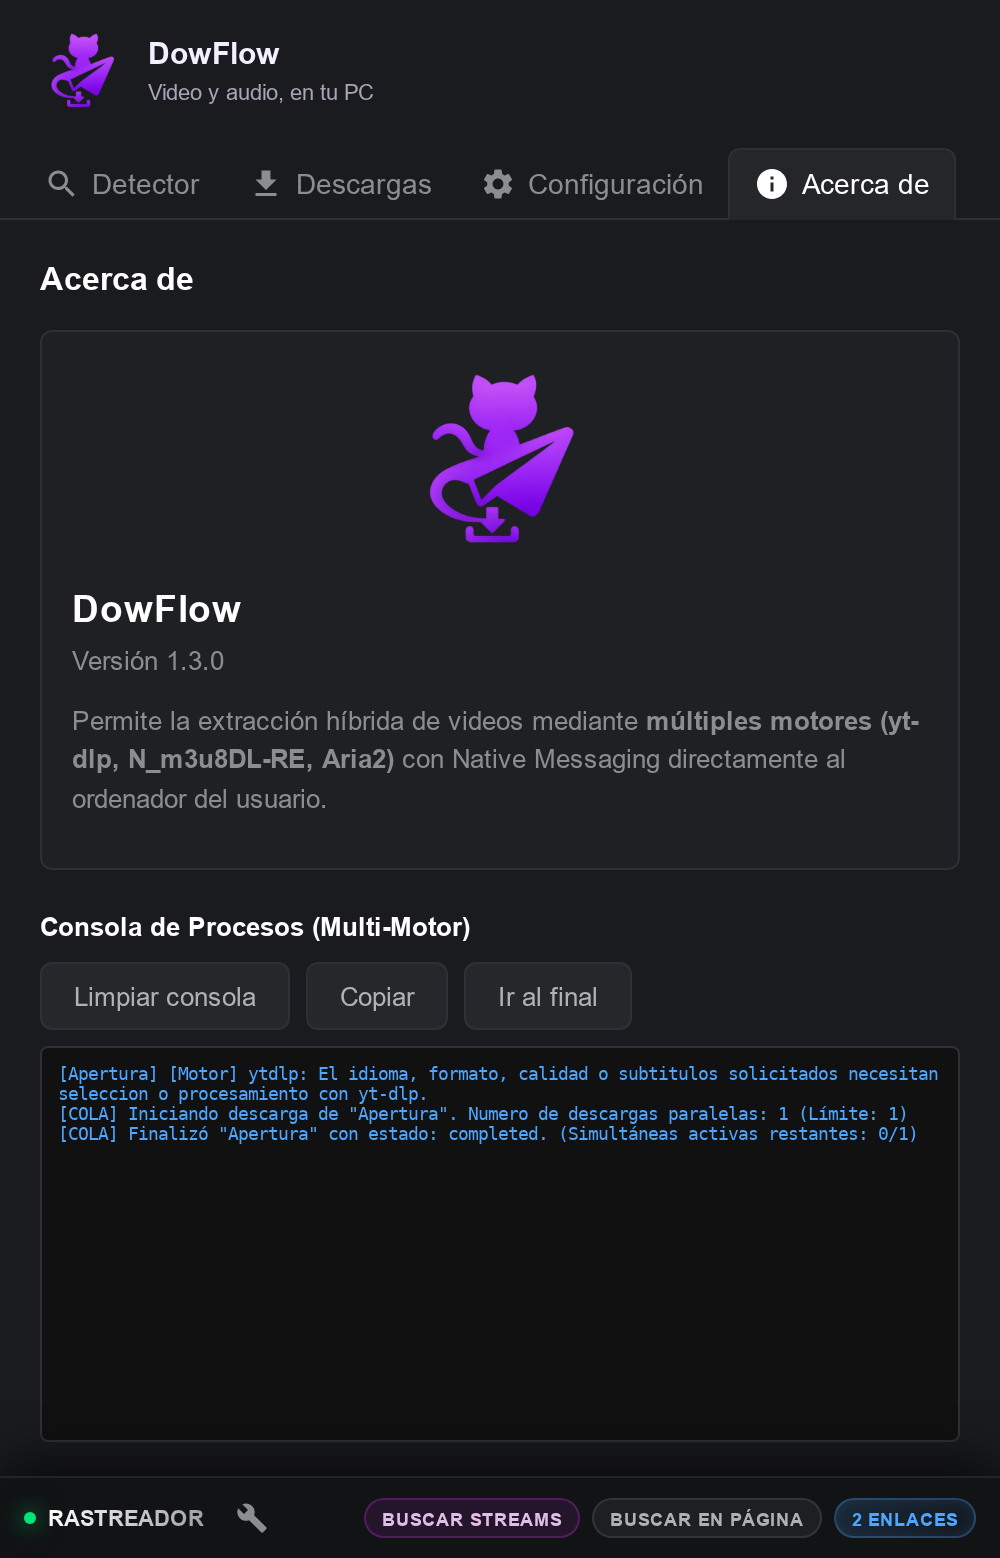 DowFlow
Video y audio, en tu PC
Detector
Descargas
Configuración
Acerca de
Acerca de
DowFlow
Versión 1.3.0
Permite la extracción híbrida de videos mediante múltiples motores (yt-
dlp, N_m3u8DL-RE, Aria2) con Native Messaging directamente al
ordenador del usuario.
Consola de Procesos (Multi-Motor)
Limpiar consola
Copiar
Ir al final
[Apertura] [Motor] ytdlp: El idioma, formato, calidad o subtitulos solicitados necesitan
seleccion o procesamiento con yt-dlp.
[COLA] Iniciando descarga de "Apertura". Numero de descargas paralelas: 1 (Límite: 1)
[COLA] Finalizó "Apertura" con estado: completed. (Simultáneas activas restantes: 0/1)
RASTREADOR
BUSCAR STREAMS
BUSCAR EN PÁGINA
2 ENLACES